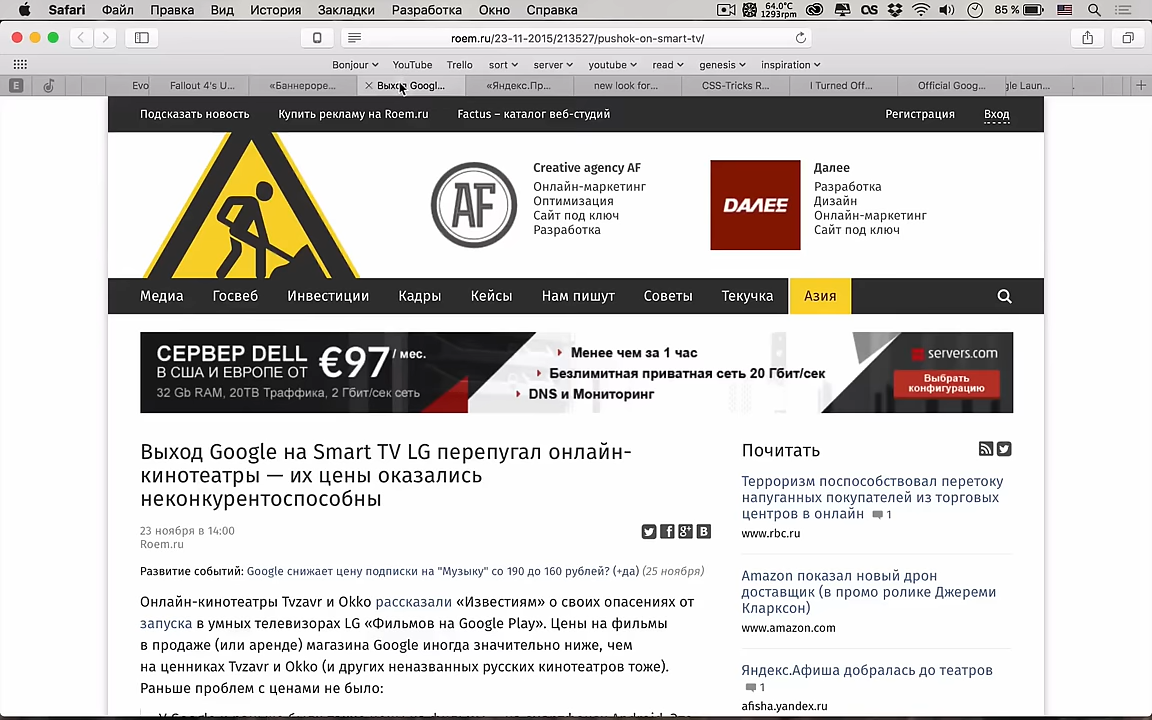 Safari Файл Правка Вид История Закладки Разработка Окно Справка
64.0°C
1293rpm
85 %
roem.ru/23-11-2015/213527/pushok-on-smart-tv/
Bonjour YouTube Trello sort server youtube read genesis inspiration
Evo Fallout 4's U... «Баннероре... Выход Googl... «Яндекс.Пр... new look for... CSS-Tricks R... I Turned Off... Official Goog... gle Laun...
Подсказать новость Купить рекламу на Roem.ru Factus – каталог веб-студий Регистрация Вход
AF
Creative agency AF
Онлайн-маркетинг
Оптимизация
Сайт под ключ
Разработка
ДАЛЕЕ
Далее
Разработка
Дизайн
Онлайн-маркетинг
Сайт под ключ
Медиа Госвеб Инвестиции Кадры Кейсы Нам пишут Советы Текучка Азия
СЕРВЕР DELL
В США И ЕВРОПЕ ОТ
€97 / мес.
32 Gb RAM, 20TB Траффика, 2 Гбит/сек сеть
Менее чем за 1 час
Безлимитная приватная сеть 20 Гбит/сек
DNS и Мониторинг
servers.com
Выбрать
конфигурацию
Выход Google на Smart TV LG перепугал онлайн-
кинотеатры — их цены оказались
неконкурентоспособны
23 ноября в 14:00
Roem.ru
Развитие событий: Google снижает цену подписки на "Музыку" со 190 до 160 рублей? (+да) (25 ноября)
Онлайн-кинотеатры Tvzavr и Okko рассказали «Известиям» о своих опасениях от
запуска в умных телевизорах LG «Фильмов на Google Play». Цены на фильмы
в продаже (или аренде) магазина Google иногда значительно ниже, чем
на ценниках Tvzavr и Okko (и других неназванных русских кинотеатров тоже).
Раньше проблем с ценами не было:
Почитать
Терроризм поспособствовал перетоку
напуганных покупателей из торговых
центров в онлайн 1
www.rbc.ru
Amazon показал новый дрон
доставщик (в промо ролике Джереми
Кларксон)
www.amazon.com
Яндекс.Афиша добралась до театров
1
afisha.yandex.ru